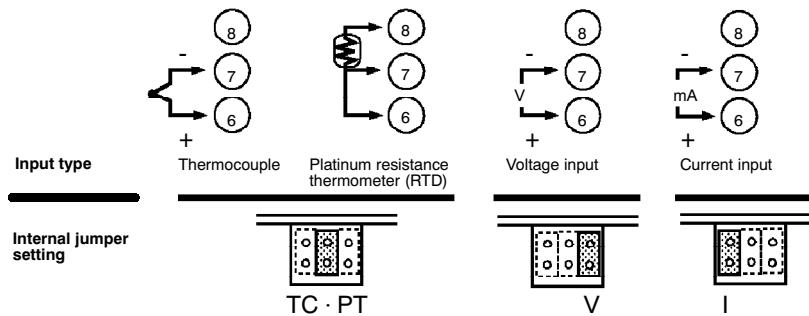 8 8 8 8
- - -
7 7 7 7
V mA
6 6 6 6
+ + +
Input type
Thermocouple
Platinum resistance
thermometer (RTD)
Voltage input
Current input
Internal jumper
setting
TC · PT
V
I